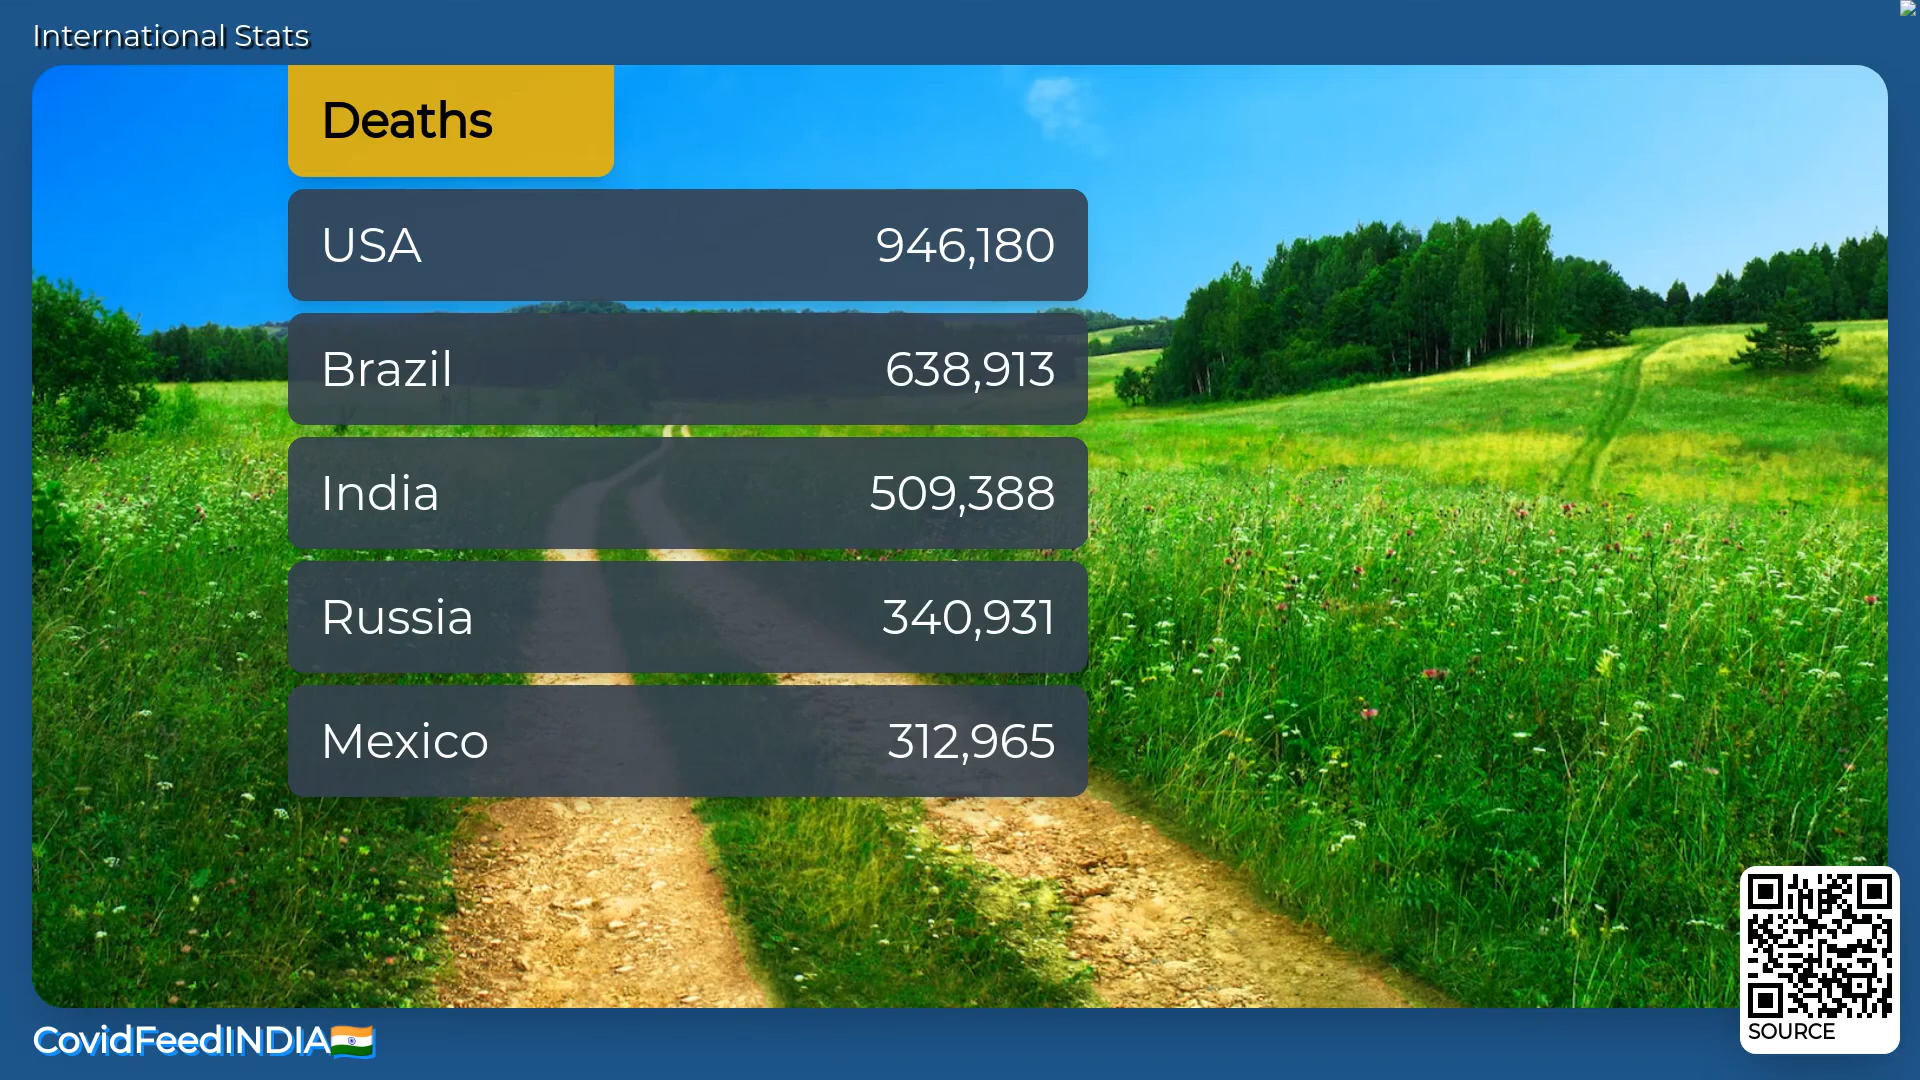 International Stats
Deaths
USA 946,180
Brazil 638,913
India 509,388
Russia 340,931
Mexico 312,965
CovidFeedINDIA🇮🇳
SOURCE